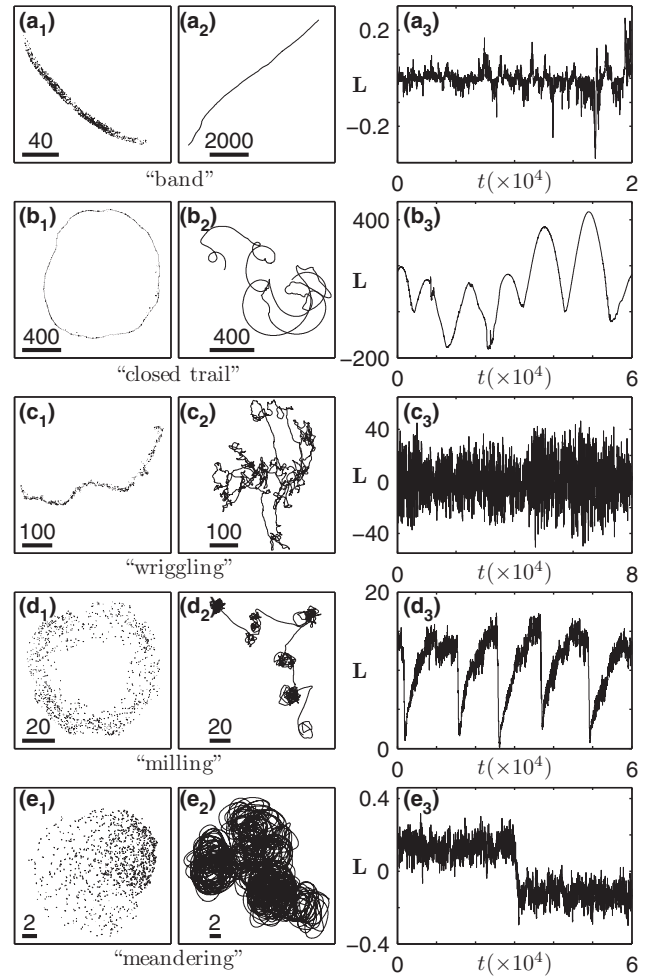 (a1) (a2) (a3)
40 2000
0.2
L
−0.2
0 t(×10^4) 2
“band”
(b1) (b2) (b3)
400 400
400
L
−200
0 t(×10^4) 6
“closed trail”
(c1) (c2) (c3)
100 100
40
L 0
−40
0 t(×10^4) 8
“wriggling”
(d1) (d2) (d3)
20 20
20
10
L
0
0 t(×10^4) 6
“milling”
(e1) (e2) (e3)
2 2
0.4
L 0
−0.4
0 t(×10^4) 6
“meandering”